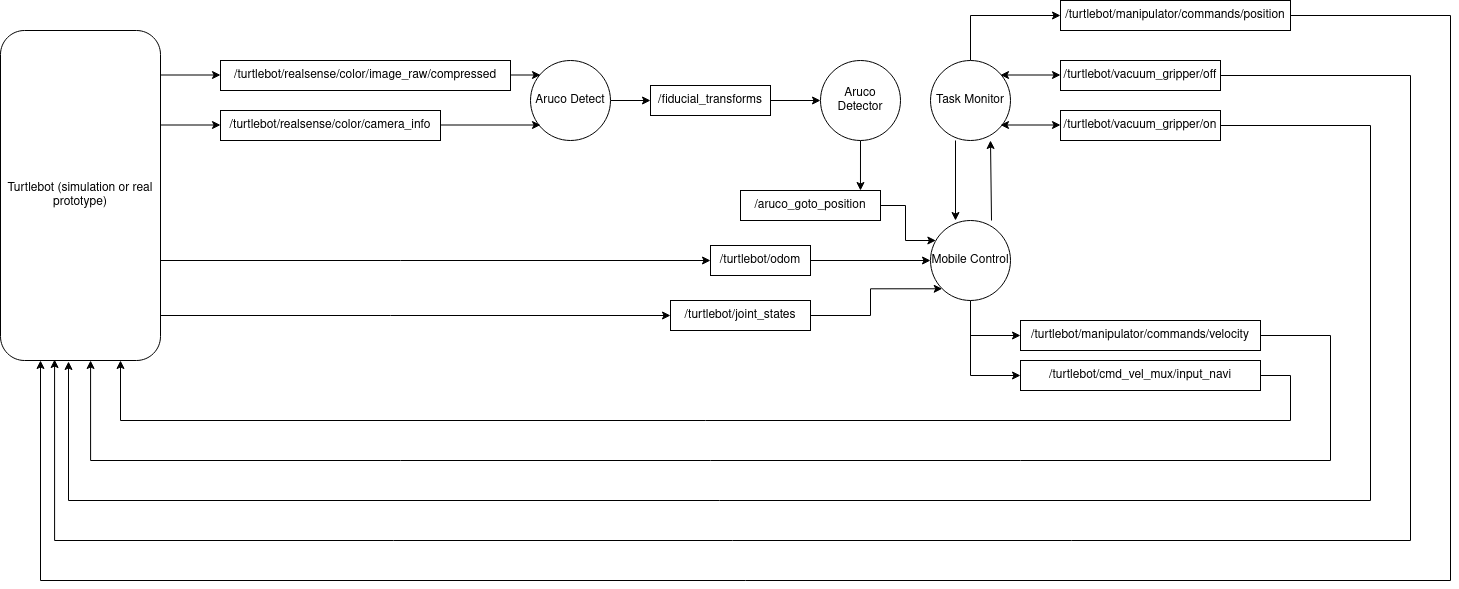 /turtlebot/manipulator/commands/position
/turtlebot/realsense/color/image_raw/compressed
Aruco Detect
/fiducial_transforms
Aruco
Detector
Task Monitor
/turtlebot/vacuum_gripper/off
/turtlebot/realsense/color/camera_info
/turtlebot/vacuum_gripper/on
Turtlebot (simulation or real
prototype)
/aruco_goto_position
/turtlebot/odom
Mobile Control
/turtlebot/joint_states
/turtlebot/manipulator/commands/velocity
/turtlebot/cmd_vel_mux/input_navi